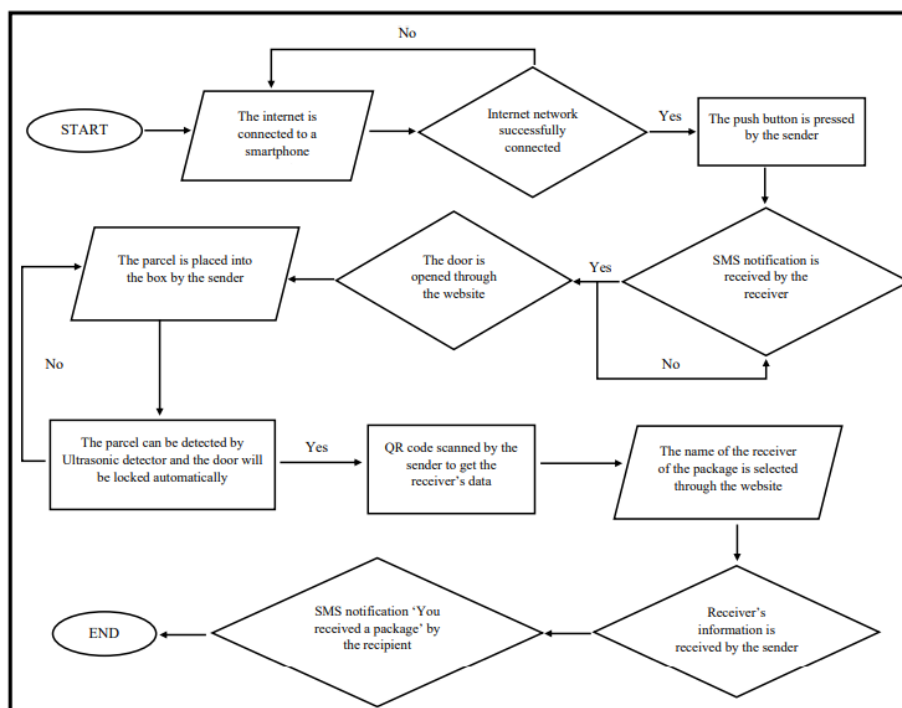 No
START
The internet is
connected to a
smartphone
Internet network
successfully
connected
Yes
The push button is pressed
by the sender
SMS notification is
received by the
receiver
Yes
No
The door is
opened through
the website
The parcel is placed into
the box by the sender
No
The parcel can be detected by
Ultrasonic detector and the door will
be locked automatically
Yes
QR code scanned by the
sender to get the
receiver's data
The name of the receiver
of the package is selected
through the website
Receiver's
information is
received by the sender
SMS notification 'You
received a package' by
the recipient
END